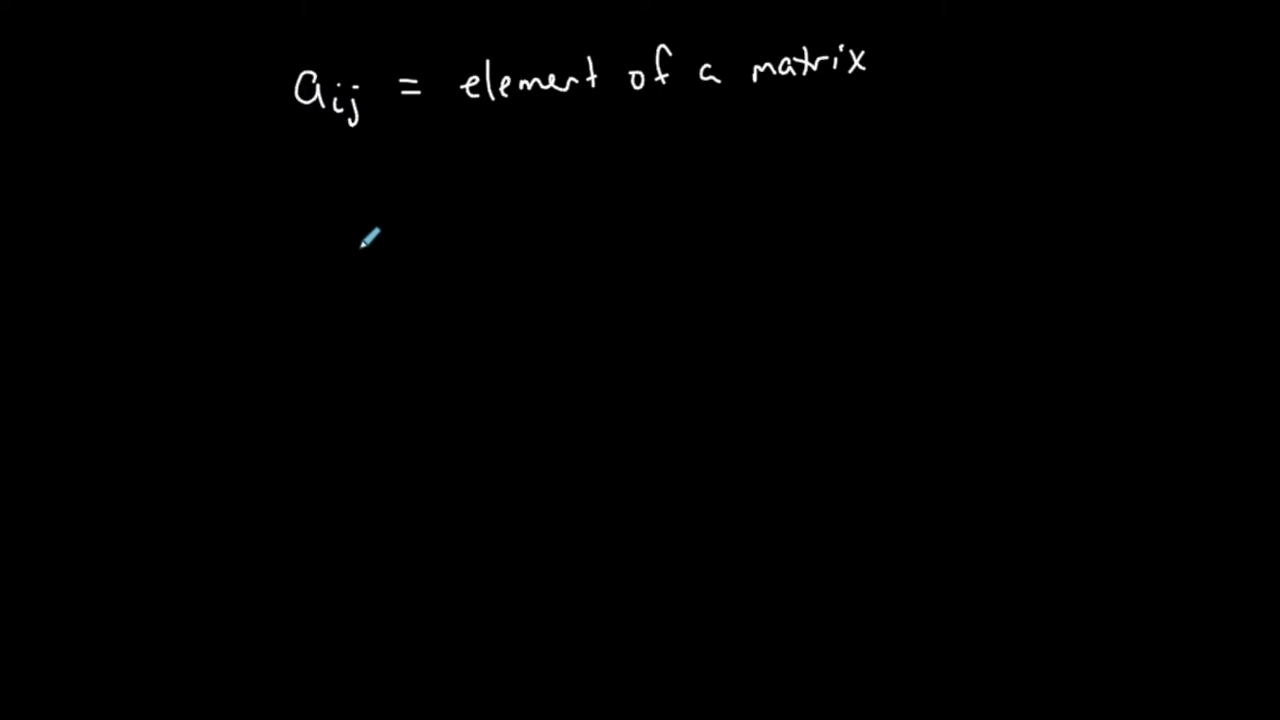 aij = element of a matrix